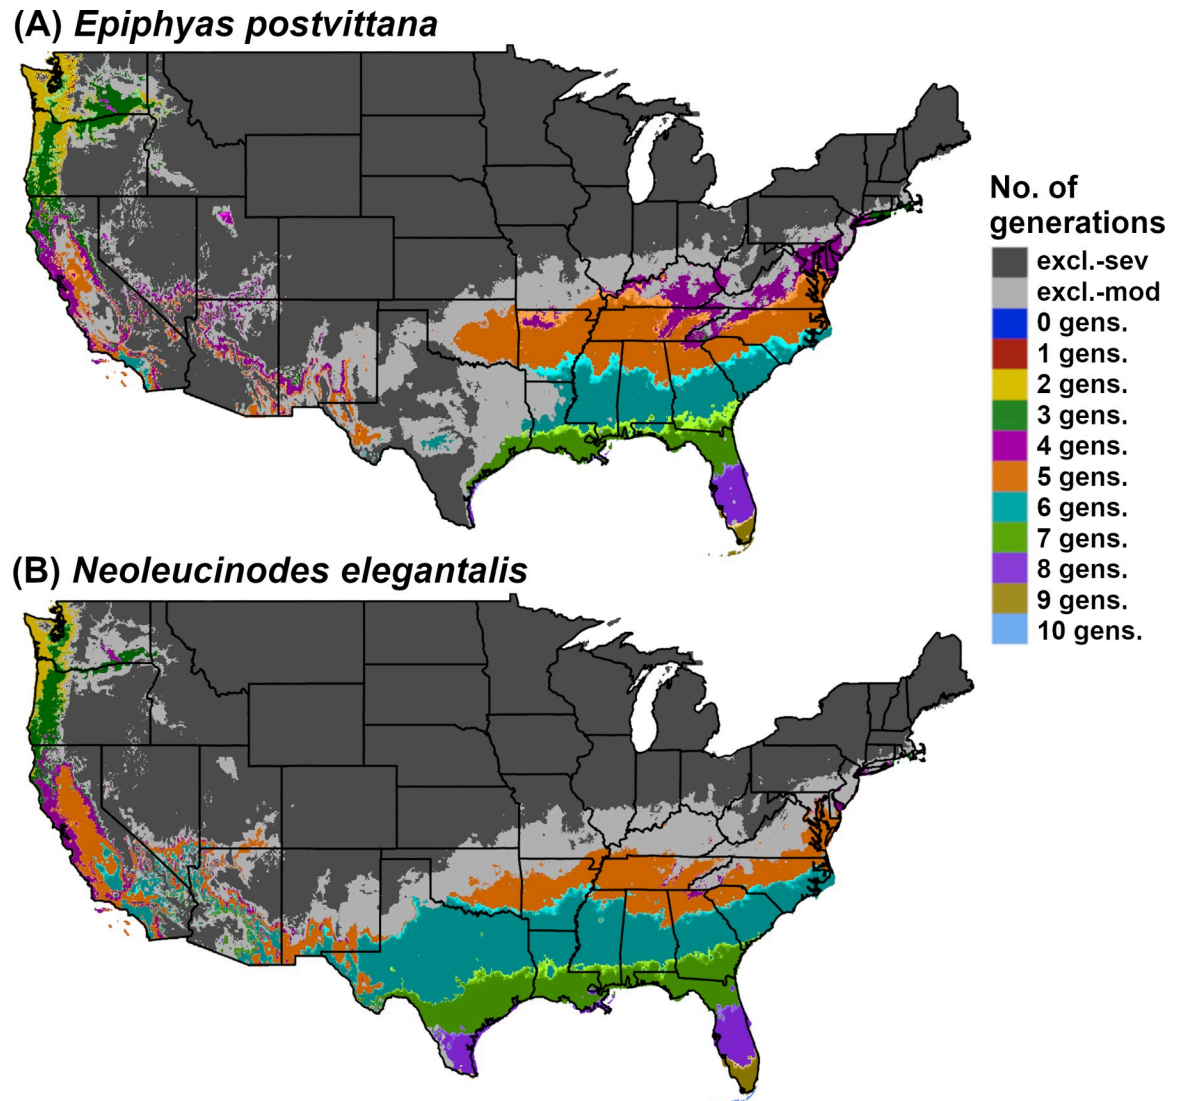 (A) Epiphyas postvittana
No. of
generations
excl.-sev
excl.-mod
0 gens.
1 gens.
2 gens.
3 gens.
4 gens.
5 gens.
6 gens.
7 gens.
8 gens.
9 gens.
10 gens.
(B) Neoleucinodes elegantalis